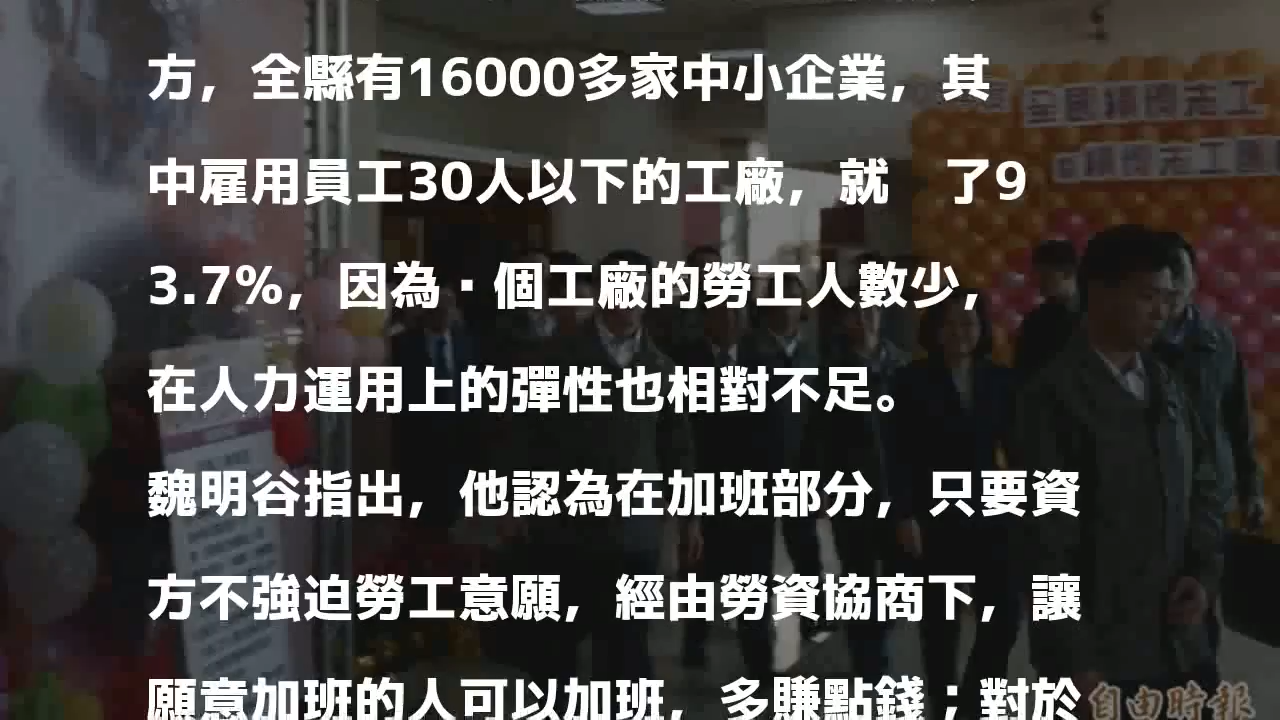 方，全縣有16000多家中小企業，其
中雇用員工30人以下的工廠，就　了9
3.7%，因為▪個工廠的勞工人數少，
在人力運用上的彈性也相對不足。
魏明谷指出，他認為在加班部分，只要資
方不強迫勞工意願，經由勞資協商下，讓
願意加班的人可以加班，多賺點錢；對於
自由時報